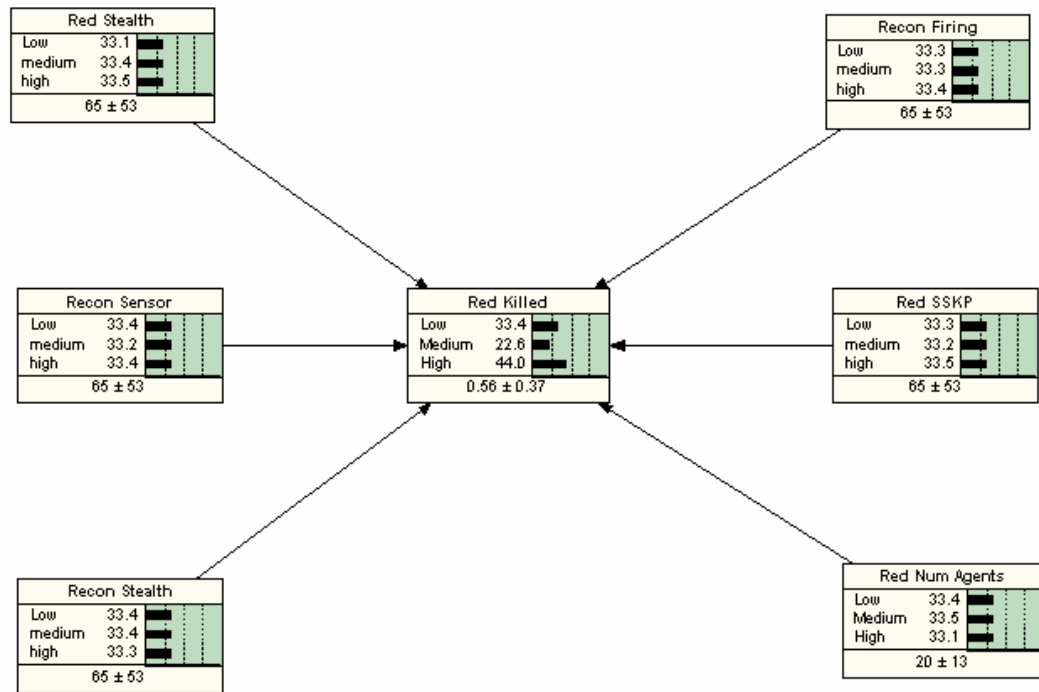 Red Stealth
Low 33.1
medium 33.4
high 33.5
65 ± 53
Recon Firing
Low 33.3
medium 33.3
high 33.4
65 ± 53
Recon Sensor
Low 33.4
medium 33.2
high 33.4
65 ± 53
Red Killed
Low 33.4
Medium 22.6
High 44.0
0.56 ± 0.37
Red SSKP
Low 33.3
medium 33.2
high 33.5
65 ± 53
Recon Stealth
Low 33.4
medium 33.4
high 33.3
65 ± 53
Red Num Agents
Low 33.4
Medium 33.5
High 33.1
20 ± 13